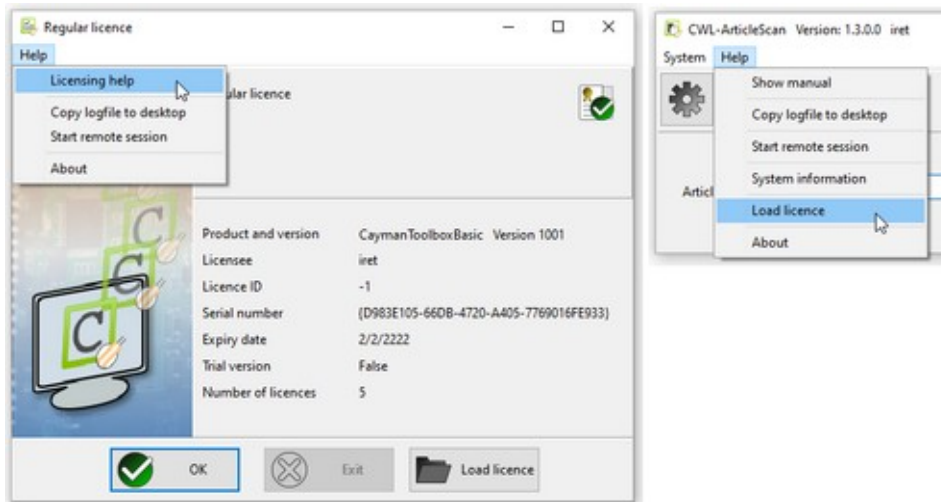 Regular licence
Help
Licensing help
Copy logfile to desktop
Start remote session
About
ular licence
Product and version CaymanToolboxBasic Version 1001
Licensee iret
Licence ID -1
Serial number {D983E105-66DB-4720-A405-7769016FE933}
Expiry date 2/2/2222
Trial version False
Number of licences 5
OK
Exit
Load licence
C
C
C
CWL-ArticleScan Version: 1.3.0.0 iret
System Help
Show manual
Copy logfile to desktop
Start remote session
System information
Articl
Load licence
About